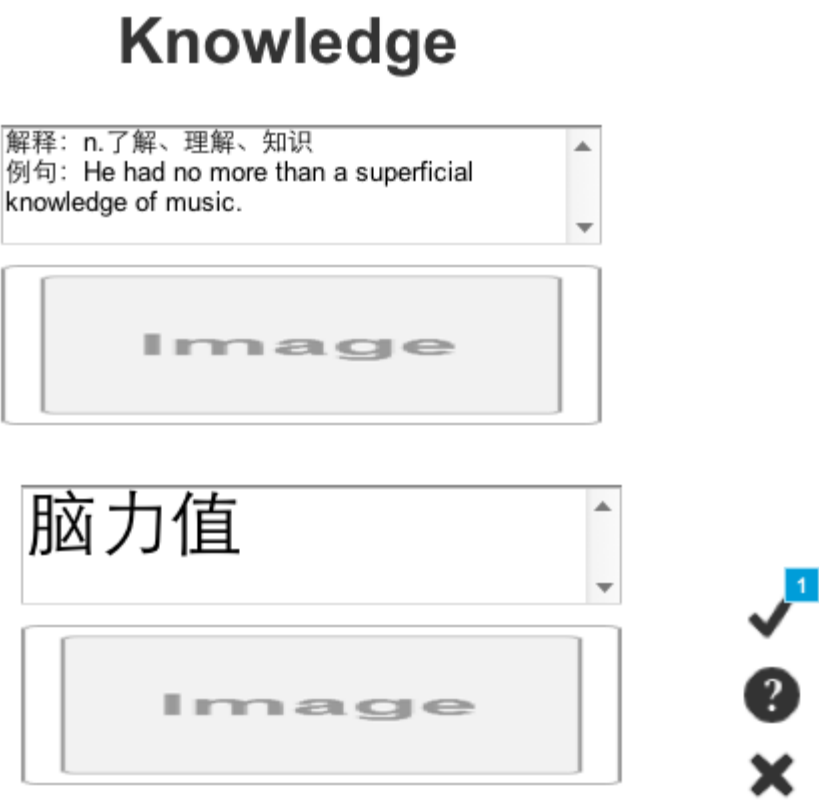 Knowledge
解释：n.了解、理解、知识
例句：He had no more than a superficial
knowledge of music.
Image
脑力值
1
?
Image